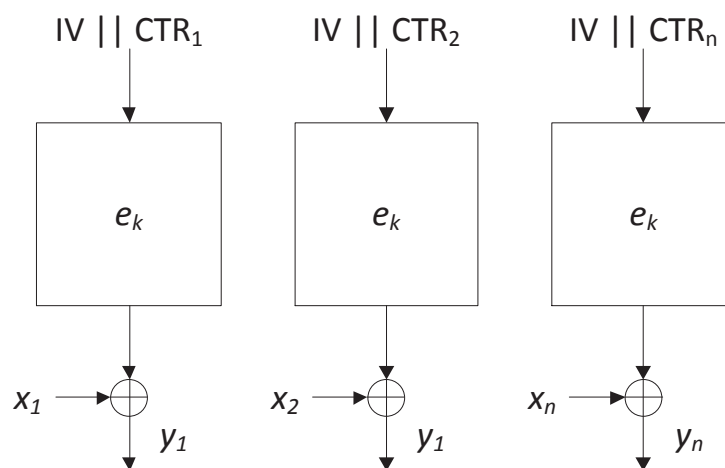 IV || CTR₁ IV || CTR₂ IV || CTRₙ
eₖ eₖ eₖ
x₁ x₂ xₙ
y₁ y₁ yₙ